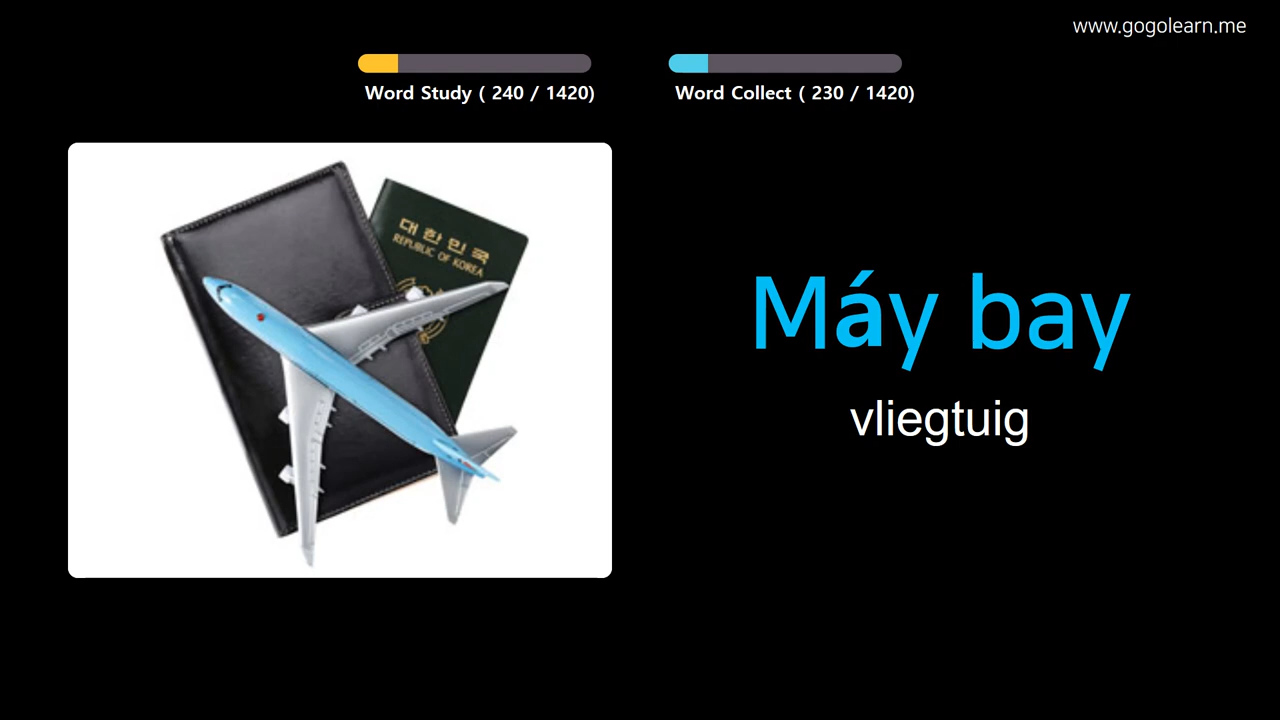 www.gogolearn.me
Word Study ( 240 / 1420)
Word Collect ( 230 / 1420)
대한민국
REPUBLIC OF KOREA
Máy bay
vliegtuig